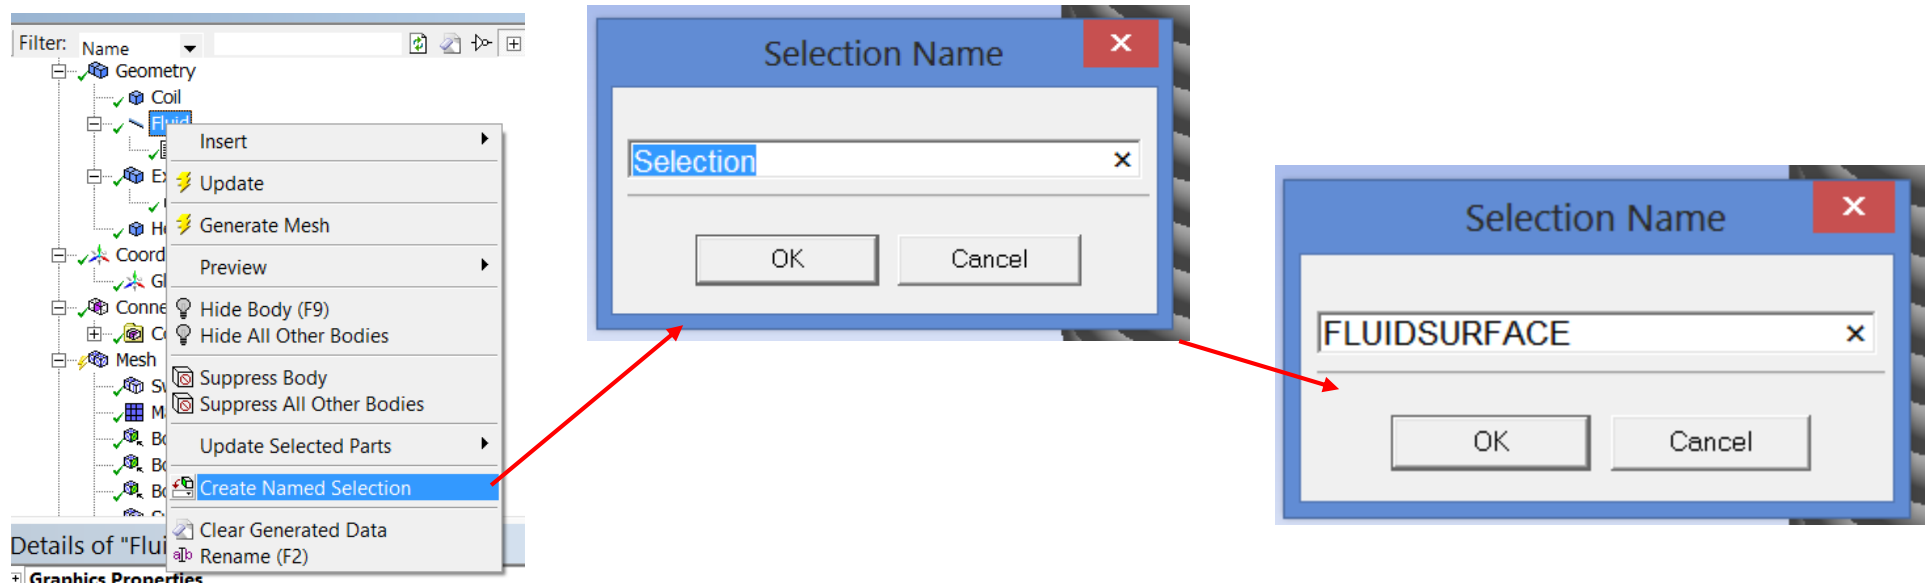 Filter: Name
Geometry
Coil
Fluid
Insert
Update
Generate Mesh
Coord
Preview
Conne
Hide Body (F9)
Hide All Other Bodies
Mesh
Suppress Body
Suppress All Other Bodies
Update Selected Parts
Create Named Selection
Clear Generated Data
Rename (F2)
Details of "Flui
Graphics Properties
Selection Name
Selection
OK Cancel
Selection Name
FLUIDSURFACE
OK Cancel